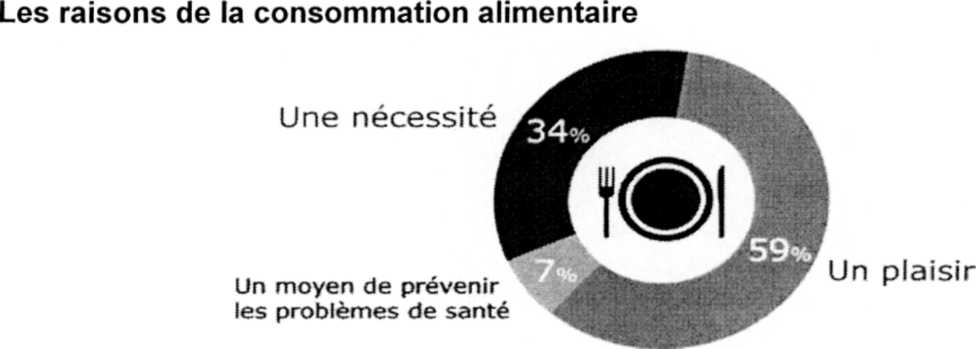 Les raisons de la consommation alimentaire
Une nécessité
34%
59%
Un plaisir
7%
Un moyen de prévenir
les problèmes de santé